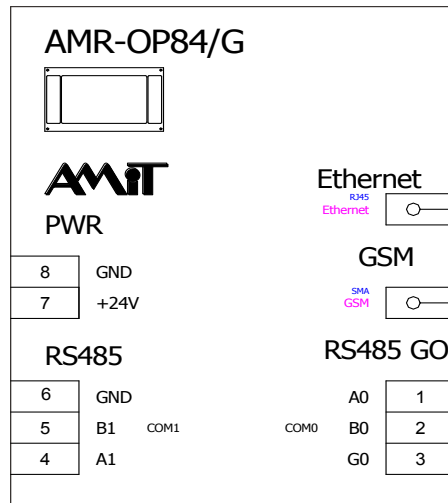 AMR-OP84/G
AMiT
Ethernet
RJ45
Ethernet
PWR
GSM
8 GND
7 +24V
SMA
GSM
RS485
RS485 GO
6 GND
A0 1
5 B1 COM1
COM0 B0 2
4 A1
G0 3